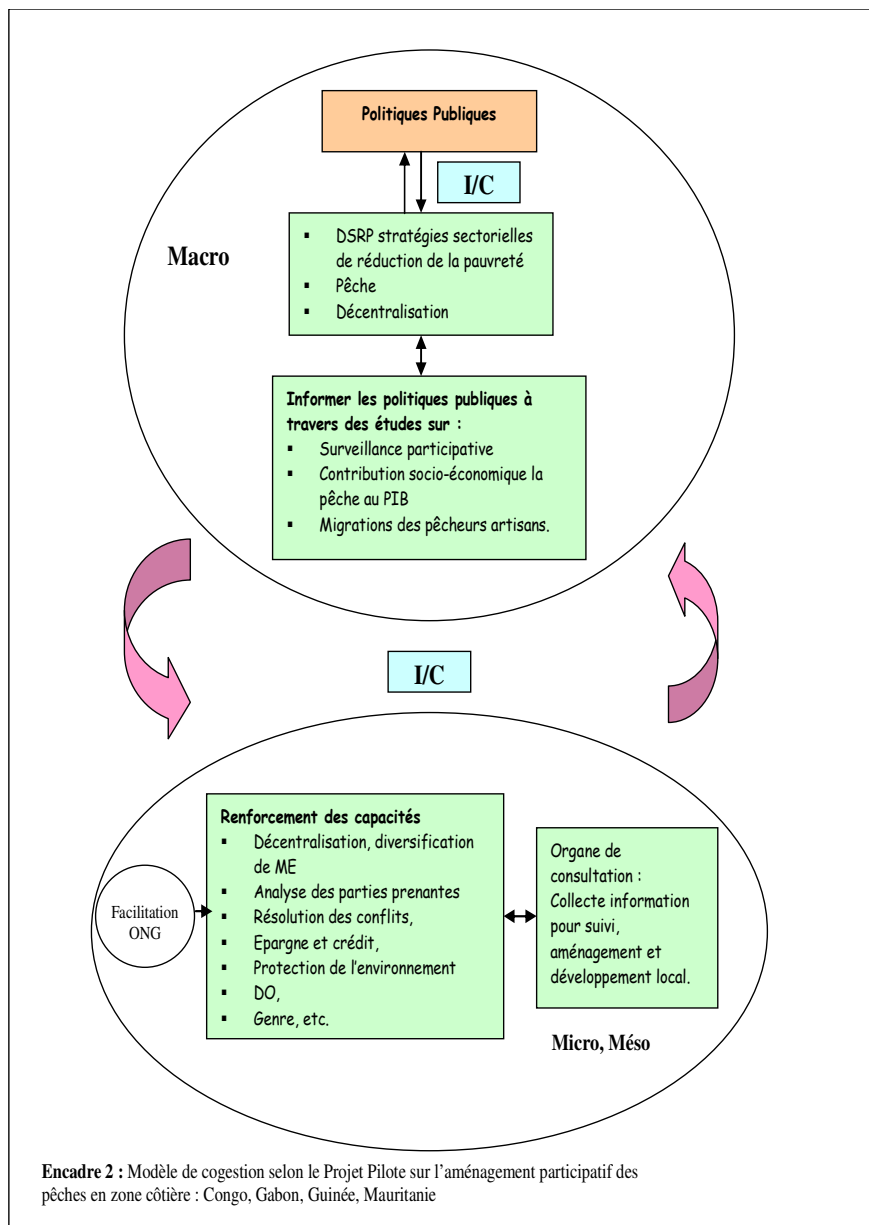 Politiques Publiques
I/C
Macro
▪ DSRP stratégies sectorielles
de réduction de la pauvreté
▪ Pêche
▪ Décentralisation
Informer les politiques publiques à
travers des études sur :
▪ Surveillance participative
▪ Contribution socio-économique la
pêche au PIB
▪ Migrations des pêcheurs artisans.
I/C
Facilitation
ONG
Renforcement des capacités
▪ Décentralisation, diversification
de ME
▪ Analyse des parties prenantes
▪ Résolution des conflits,
▪ Epargne et crédit,
▪ Protection de l'environnement
▪ DO,
▪ Genre, etc.
Organe de
consultation :
Collecte information
pour suivi,
aménagement et
développement local.
Micro, Méso
Encadre 2 : Modèle de cogestion selon le Projet Pilote sur l'aménagement participatif des
pêches en zone côtière : Congo, Gabon, Guinée, Mauritanie